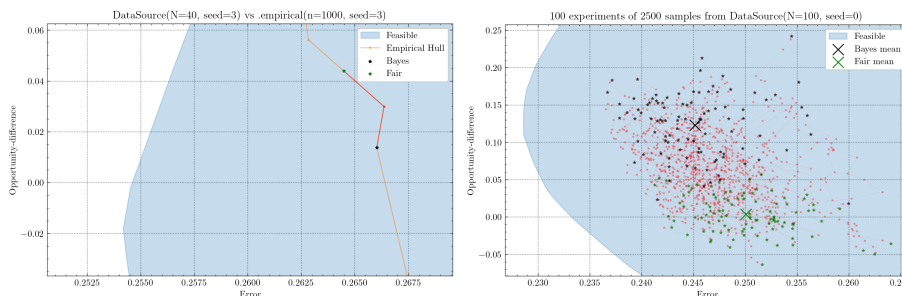 DataSource(N=40, seed=3) vs .empirical(n=1000, seed=3)
0.06
0.04
0.02
0.00
−0.02
Opportunity-difference
Feasible
Empirical Hull
Bayes
Fair
0.2525 0.2550 0.2575 0.2600 0.2625 0.2650 0.2675
Error
100 experiments of 2500 samples from DataSource(N=100, seed=0)
0.25
0.20
0.15
0.10
0.05
0.00
−0.05
Opportunity-difference
Feasible
Bayes mean
Fair mean
0.230 0.235 0.240 0.245 0.250 0.255 0.260
Error